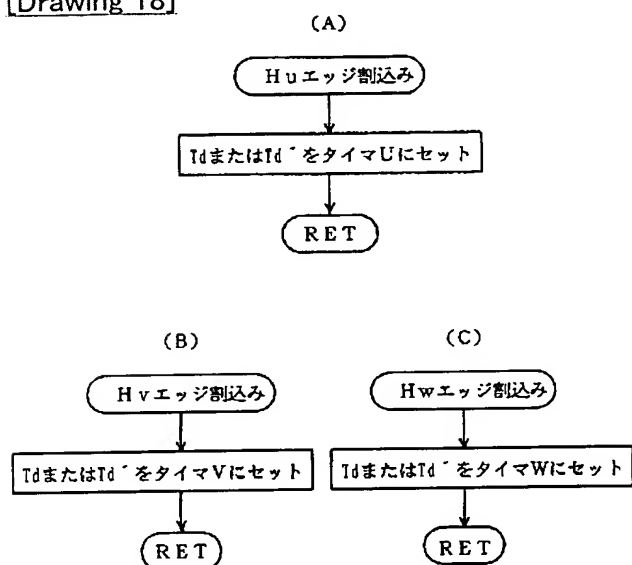 [Drawing 18]
(A)
Huエッジ割込み
TdまたはTd´をタイマUにセット
RET
(B)
Hvエッジ割込み
TdまたはTd´をタイマVにセット
RET
(C)
Hwエッジ割込み
TdまたはTd´をタイマWにセット
RET